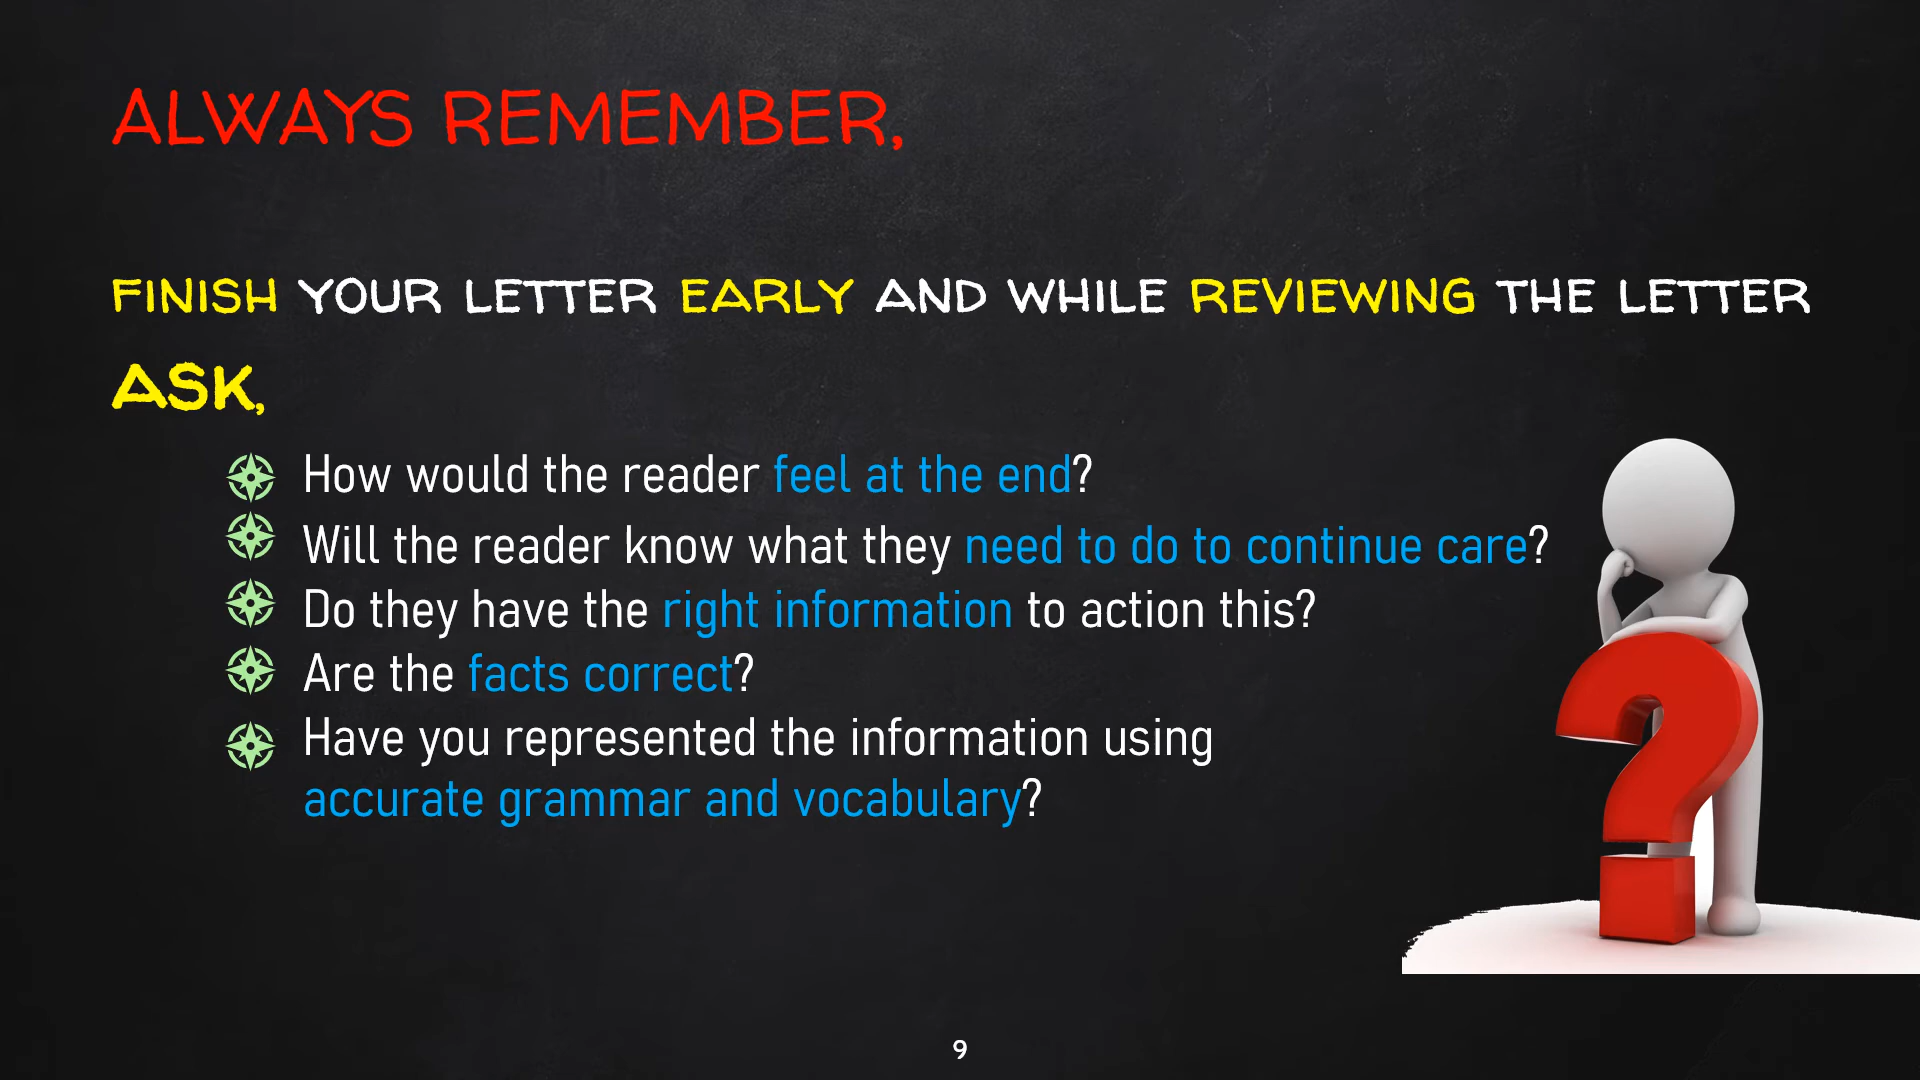 ALWAYS REMEMBER,
FINISH YOUR LETTER EARLY AND WHILE REVIEWING THE LETTER
ASK,
How would the reader feel at the end?
Will the reader know what they need to do to continue care?
Do they have the right information to action this?
Are the facts correct?
Have you represented the information using
accurate grammar and vocabulary?
9